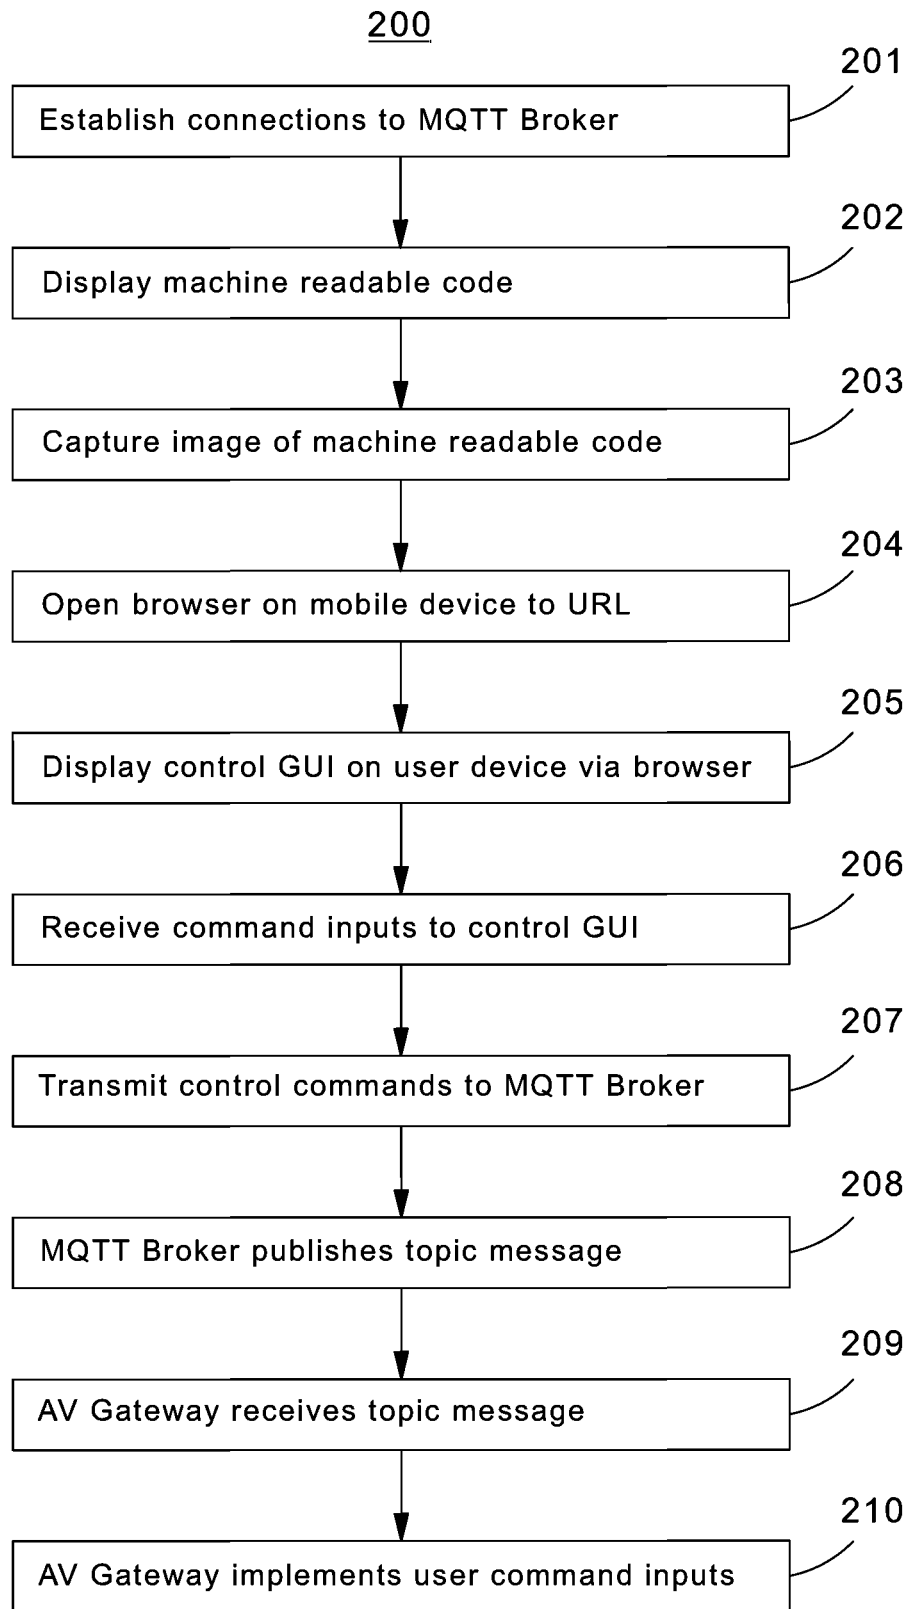 200
201
Establish connections to MQTT Broker
202
Display machine readable code
203
Capture image of machine readable code
204
Open browser on mobile device to URL
205
Display control GUI on user device via browser
206
Receive command inputs to control GUI
207
Transmit control commands to MQTT Broker
208
MQTT Broker publishes topic message
209
AV Gateway receives topic message
210
AV Gateway implements user command inputs